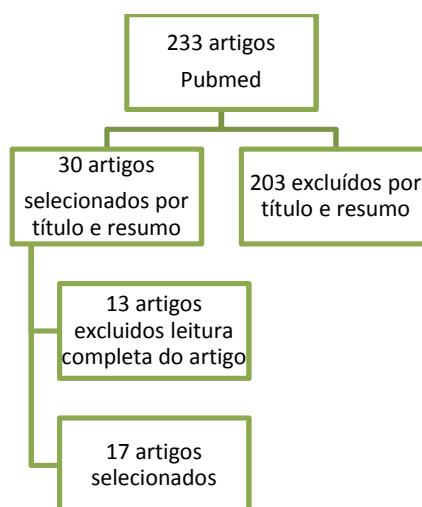 233 artigos
Pubmed
30 artigos
selecionados por
título e resumo
203 excluídos por
título e resumo
13 artigos
excluidos leitura
completa do artigo
17 artigos
selecionados